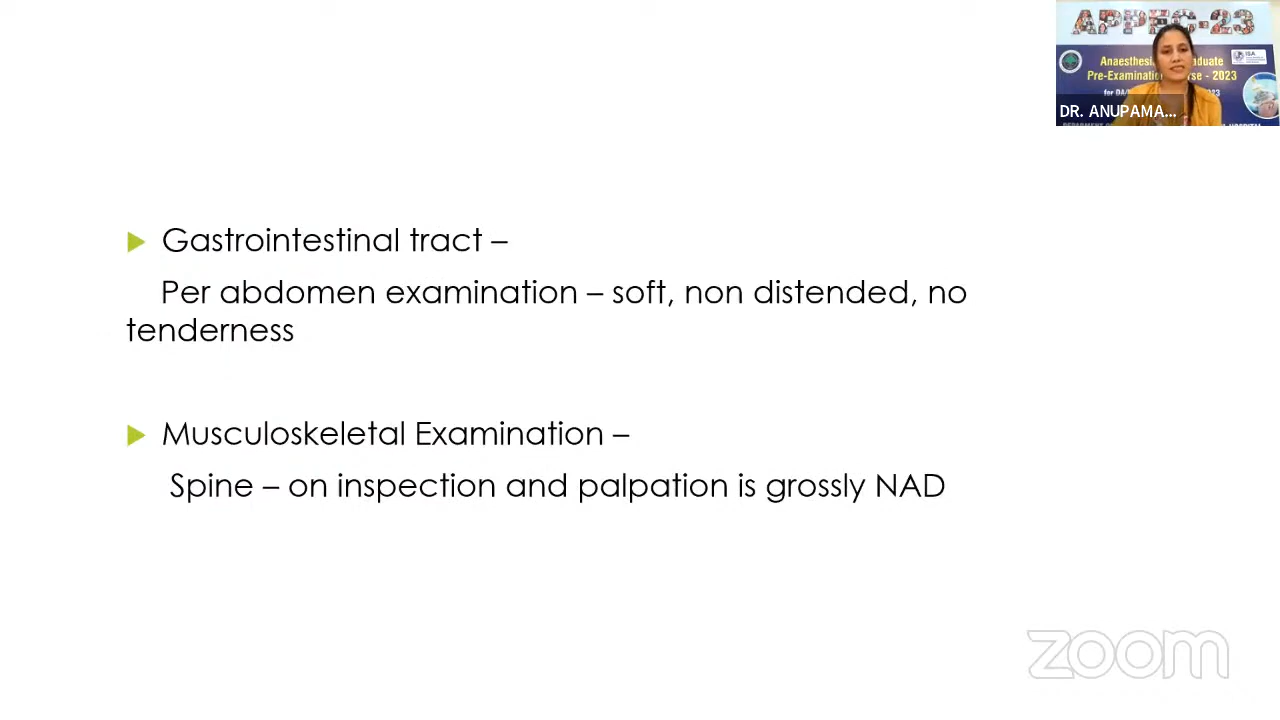 APPEC-23
ISA
Pre-Examination
- 2023
DR. ANUPAMA...
Gastrointestinal tract –
Per abdomen examination – soft, non distended, no
tenderness
Musculoskeletal Examination –
Spine – on inspection and palpation is grossly NAD
zoom